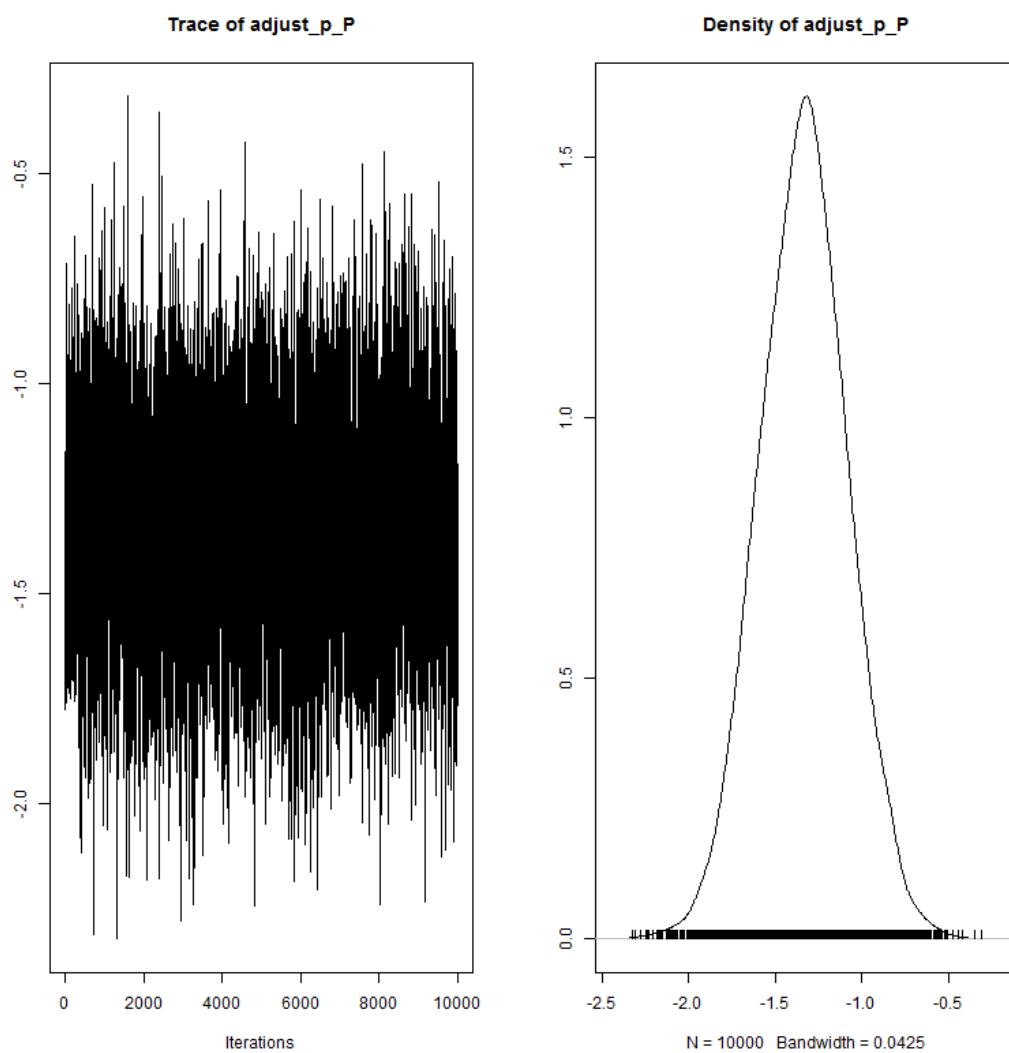 Trace of adjust_p_P
-0.5
-1.0
-1.5
-2.0
0 2000 4000 6000 8000 10000
Iterations
Density of adjust_p_P
1.5
1.0
0.5
0.0
-2.5 -2.0 -1.5 -1.0 -0.5
N = 10000 Bandwidth = 0.0425